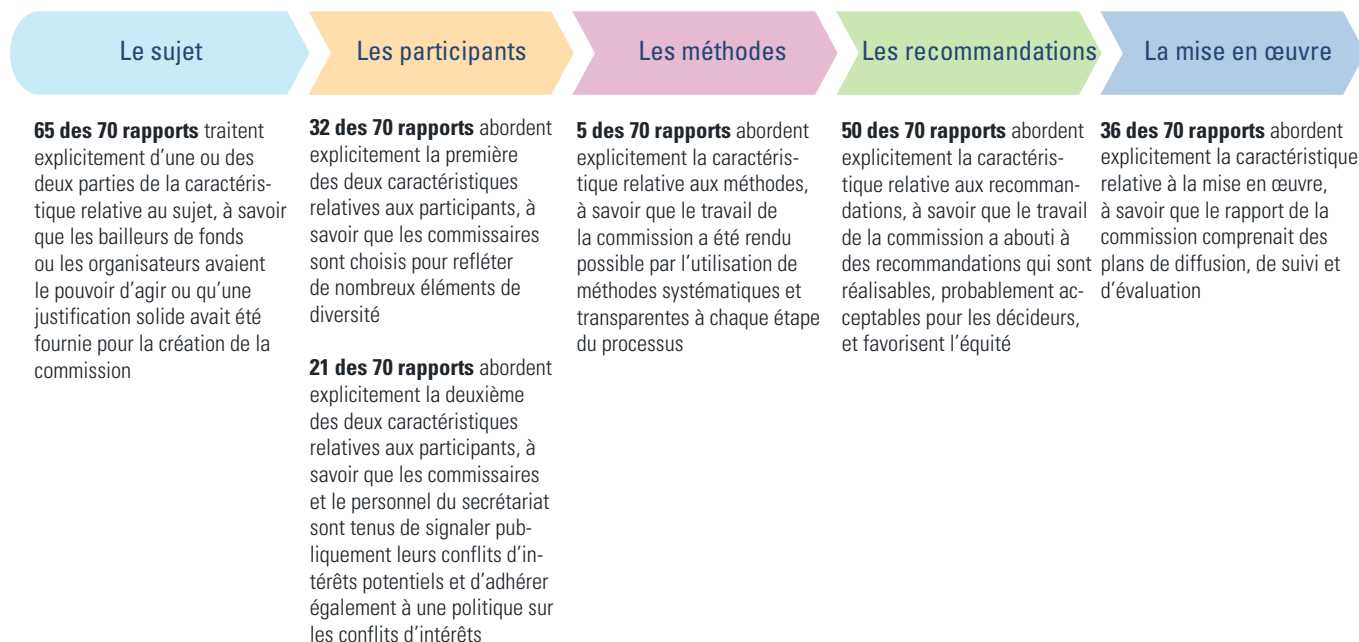 Le sujet
Les participants
Les méthodes
Les recommandations
La mise en œuvre
65 des 70 rapports traitent
explicitement d’une ou des
deux parties de la caractéris-
tique relative au sujet, à savoir
que les bailleurs de fonds
ou les organisateurs avaient
le pouvoir d’agir ou qu’une
justification solide avait été
fournie pour la création de la
commission
32 des 70 rapports abordent
explicitement la première
des deux caractéristiques
relatives aux participants, à
savoir que les commissaires
sont choisis pour refléter
de nombreux éléments de
diversité
21 des 70 rapports abordent
explicitement la deuxième
des deux caractéristiques
relatives aux participants, à
savoir que les commissaires
et le personnel du secrétariat
sont tenus de signaler pub-
liquement leurs conflits d’in-
térêts potentiels et d’adhérer
également à une politique sur
les conflits d’intérêts
5 des 70 rapports abordent
explicitement la caractéris-
tique relative aux méthodes,
à savoir que le travail de
la commission a été rendu
possible par l’utilisation de
méthodes systématiques et
transparentes à chaque étape
du processus
50 des 70 rapports abordent
explicitement la caractéris-
tique relative aux recomman-
dations, à savoir que le travail
de la commission a abouti à
des recommandations qui sont
réalisables, probablement ac-
ceptables pour les décideurs,
et favorisent l’équité
36 des 70 rapports abordent
explicitement la caractéristique
relative à la mise en œuvre,
à savoir que le rapport de la
commission comprenait des
plans de diffusion, de suivi et
d’évaluation